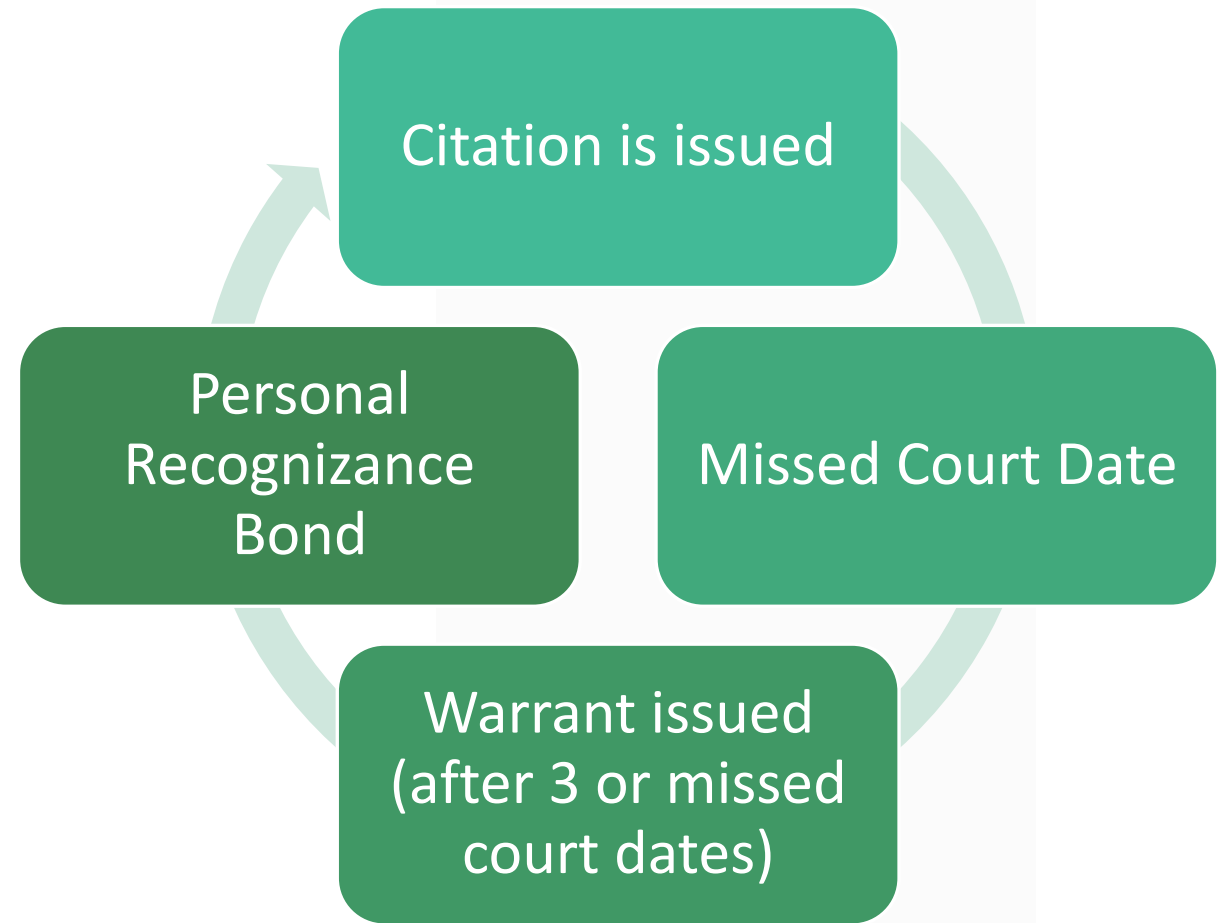 Citation is issued
Missed Court Date
Warrant issued
(after 3 or missed
court dates)
Personal
Recognizance
Bond